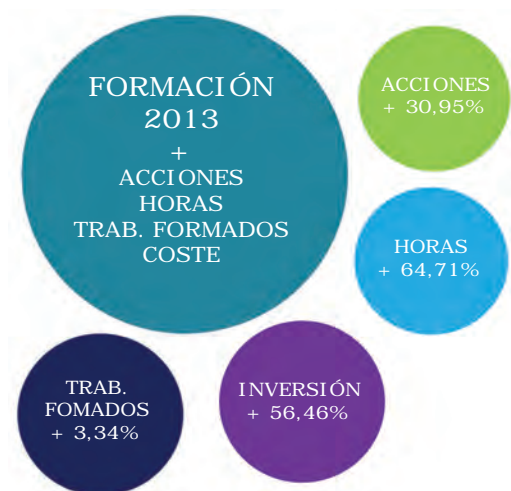 FORMACIÓN
2013
+
ACCIONES
HORAS
TRAB. FORMADOS
COSTE
ACCIONES
+ 30,95%
HORAS
+ 64,71%
TRAB.
FOMADOS
+ 3,34%
INVERSIÓN
+ 56,46%